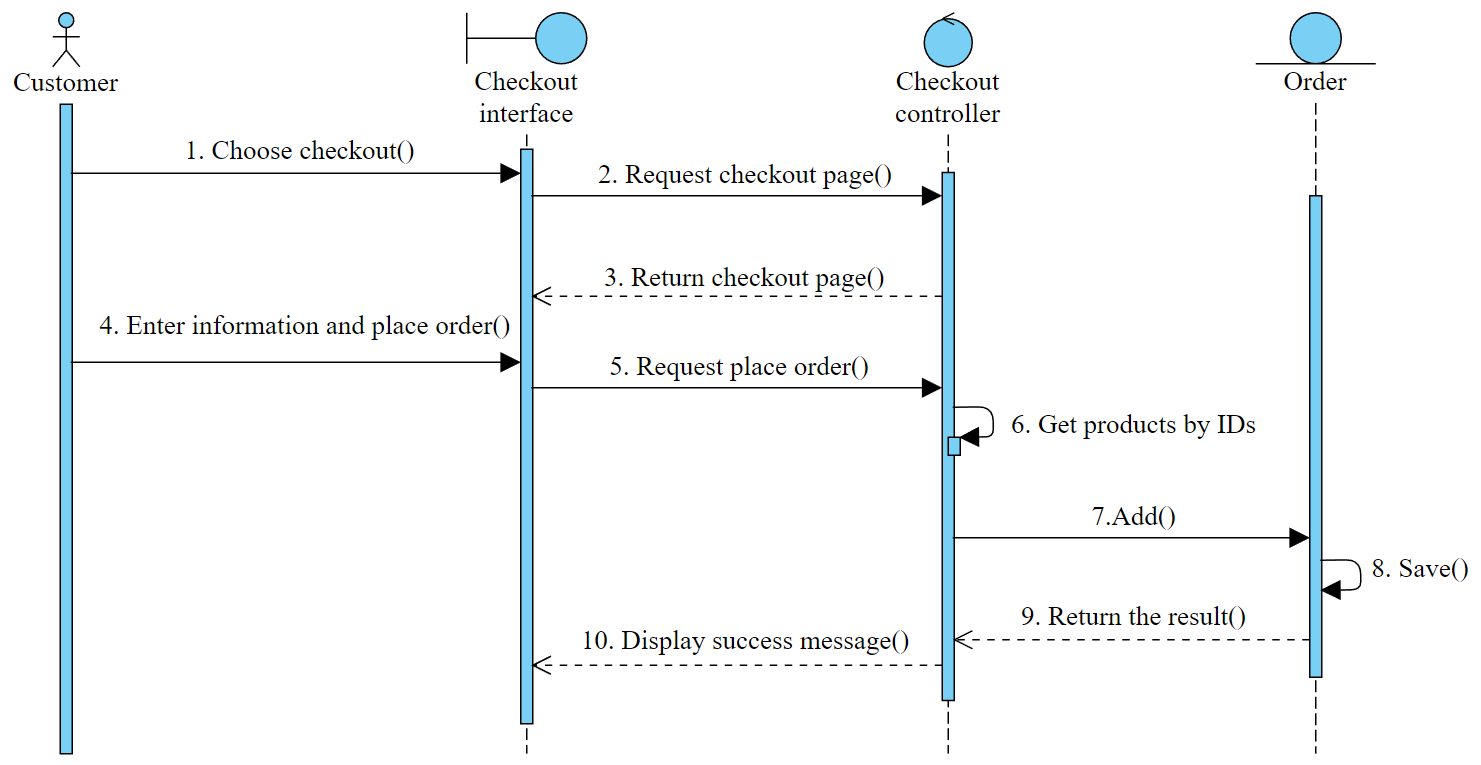 Customer
Checkout
interface
Checkout
controller
Order
1. Choose checkout()
2. Request checkout page()
3. Return checkout page()
4. Enter information and place order()
5. Request place order()
6. Get products by IDs
7.Add()
8. Save()
9. Return the result()
10. Display success message()